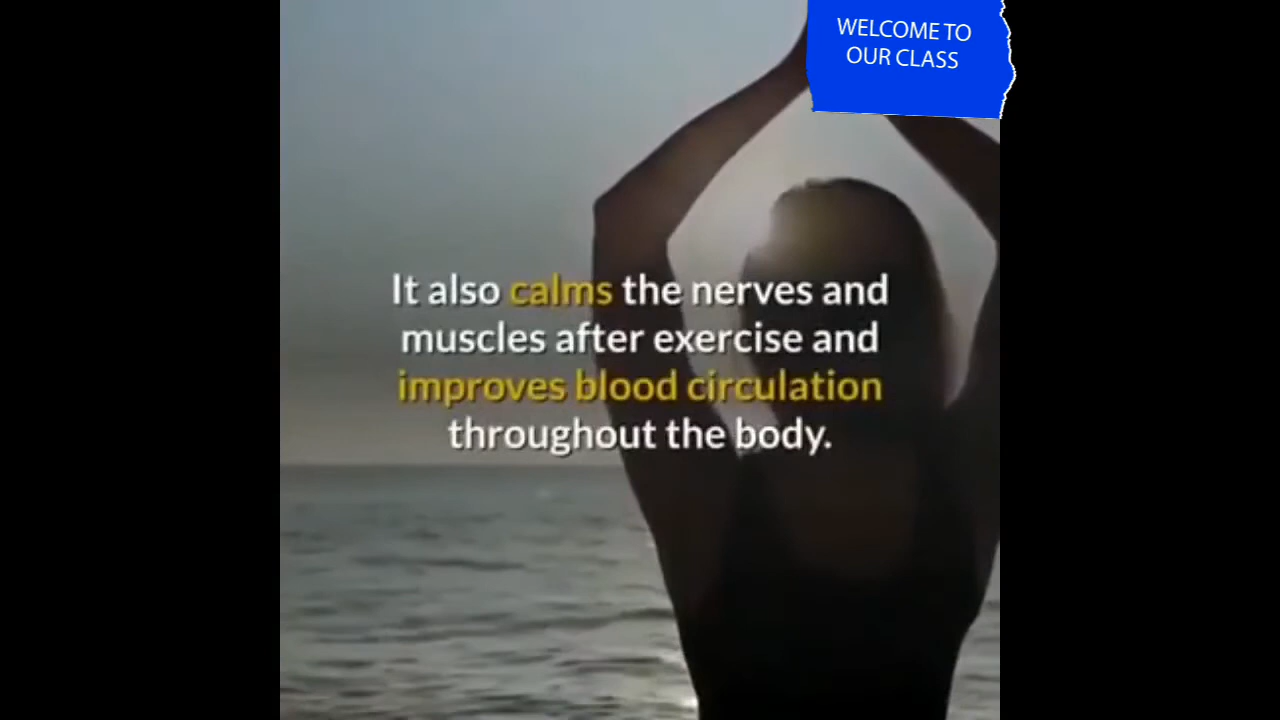 WELCOME TO
OUR CLASS
It also calms the nerves and
muscles after exercise and
improves blood circulation
throughout the body.